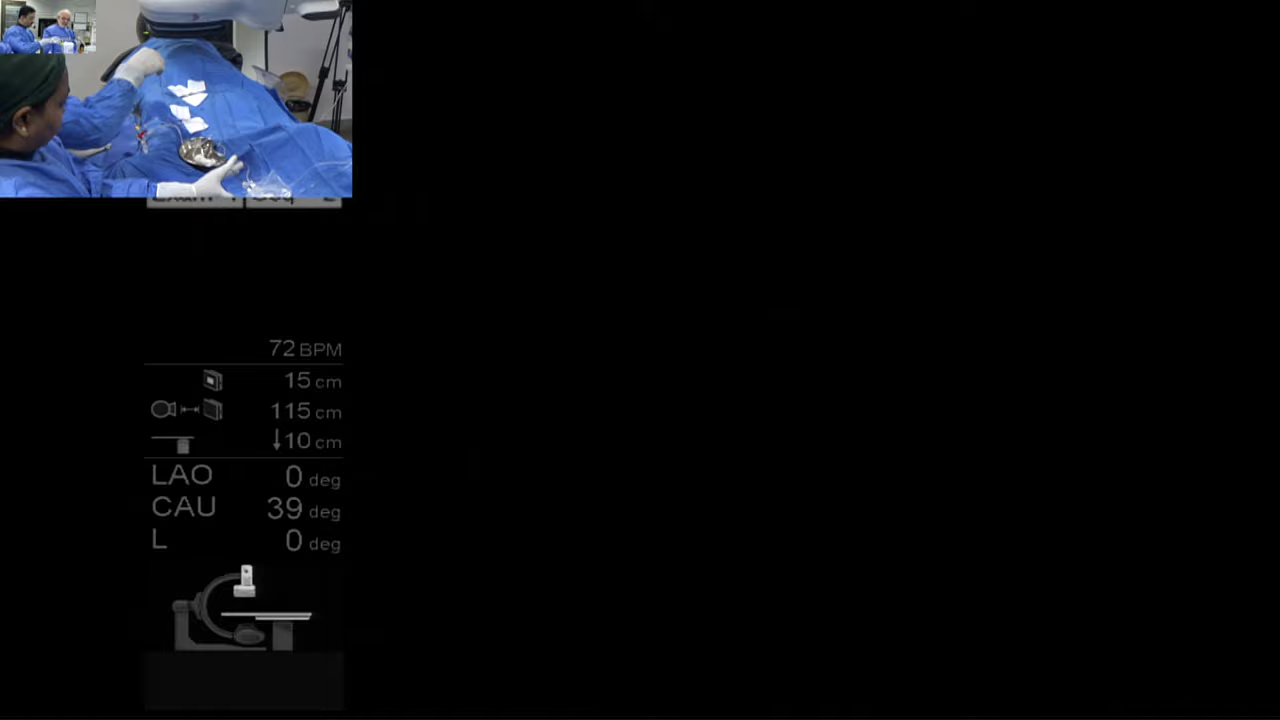 72 BPM
15 cm
115 cm
↓10 cm
LAO 0 deg
CAU 39 deg
L 0 deg